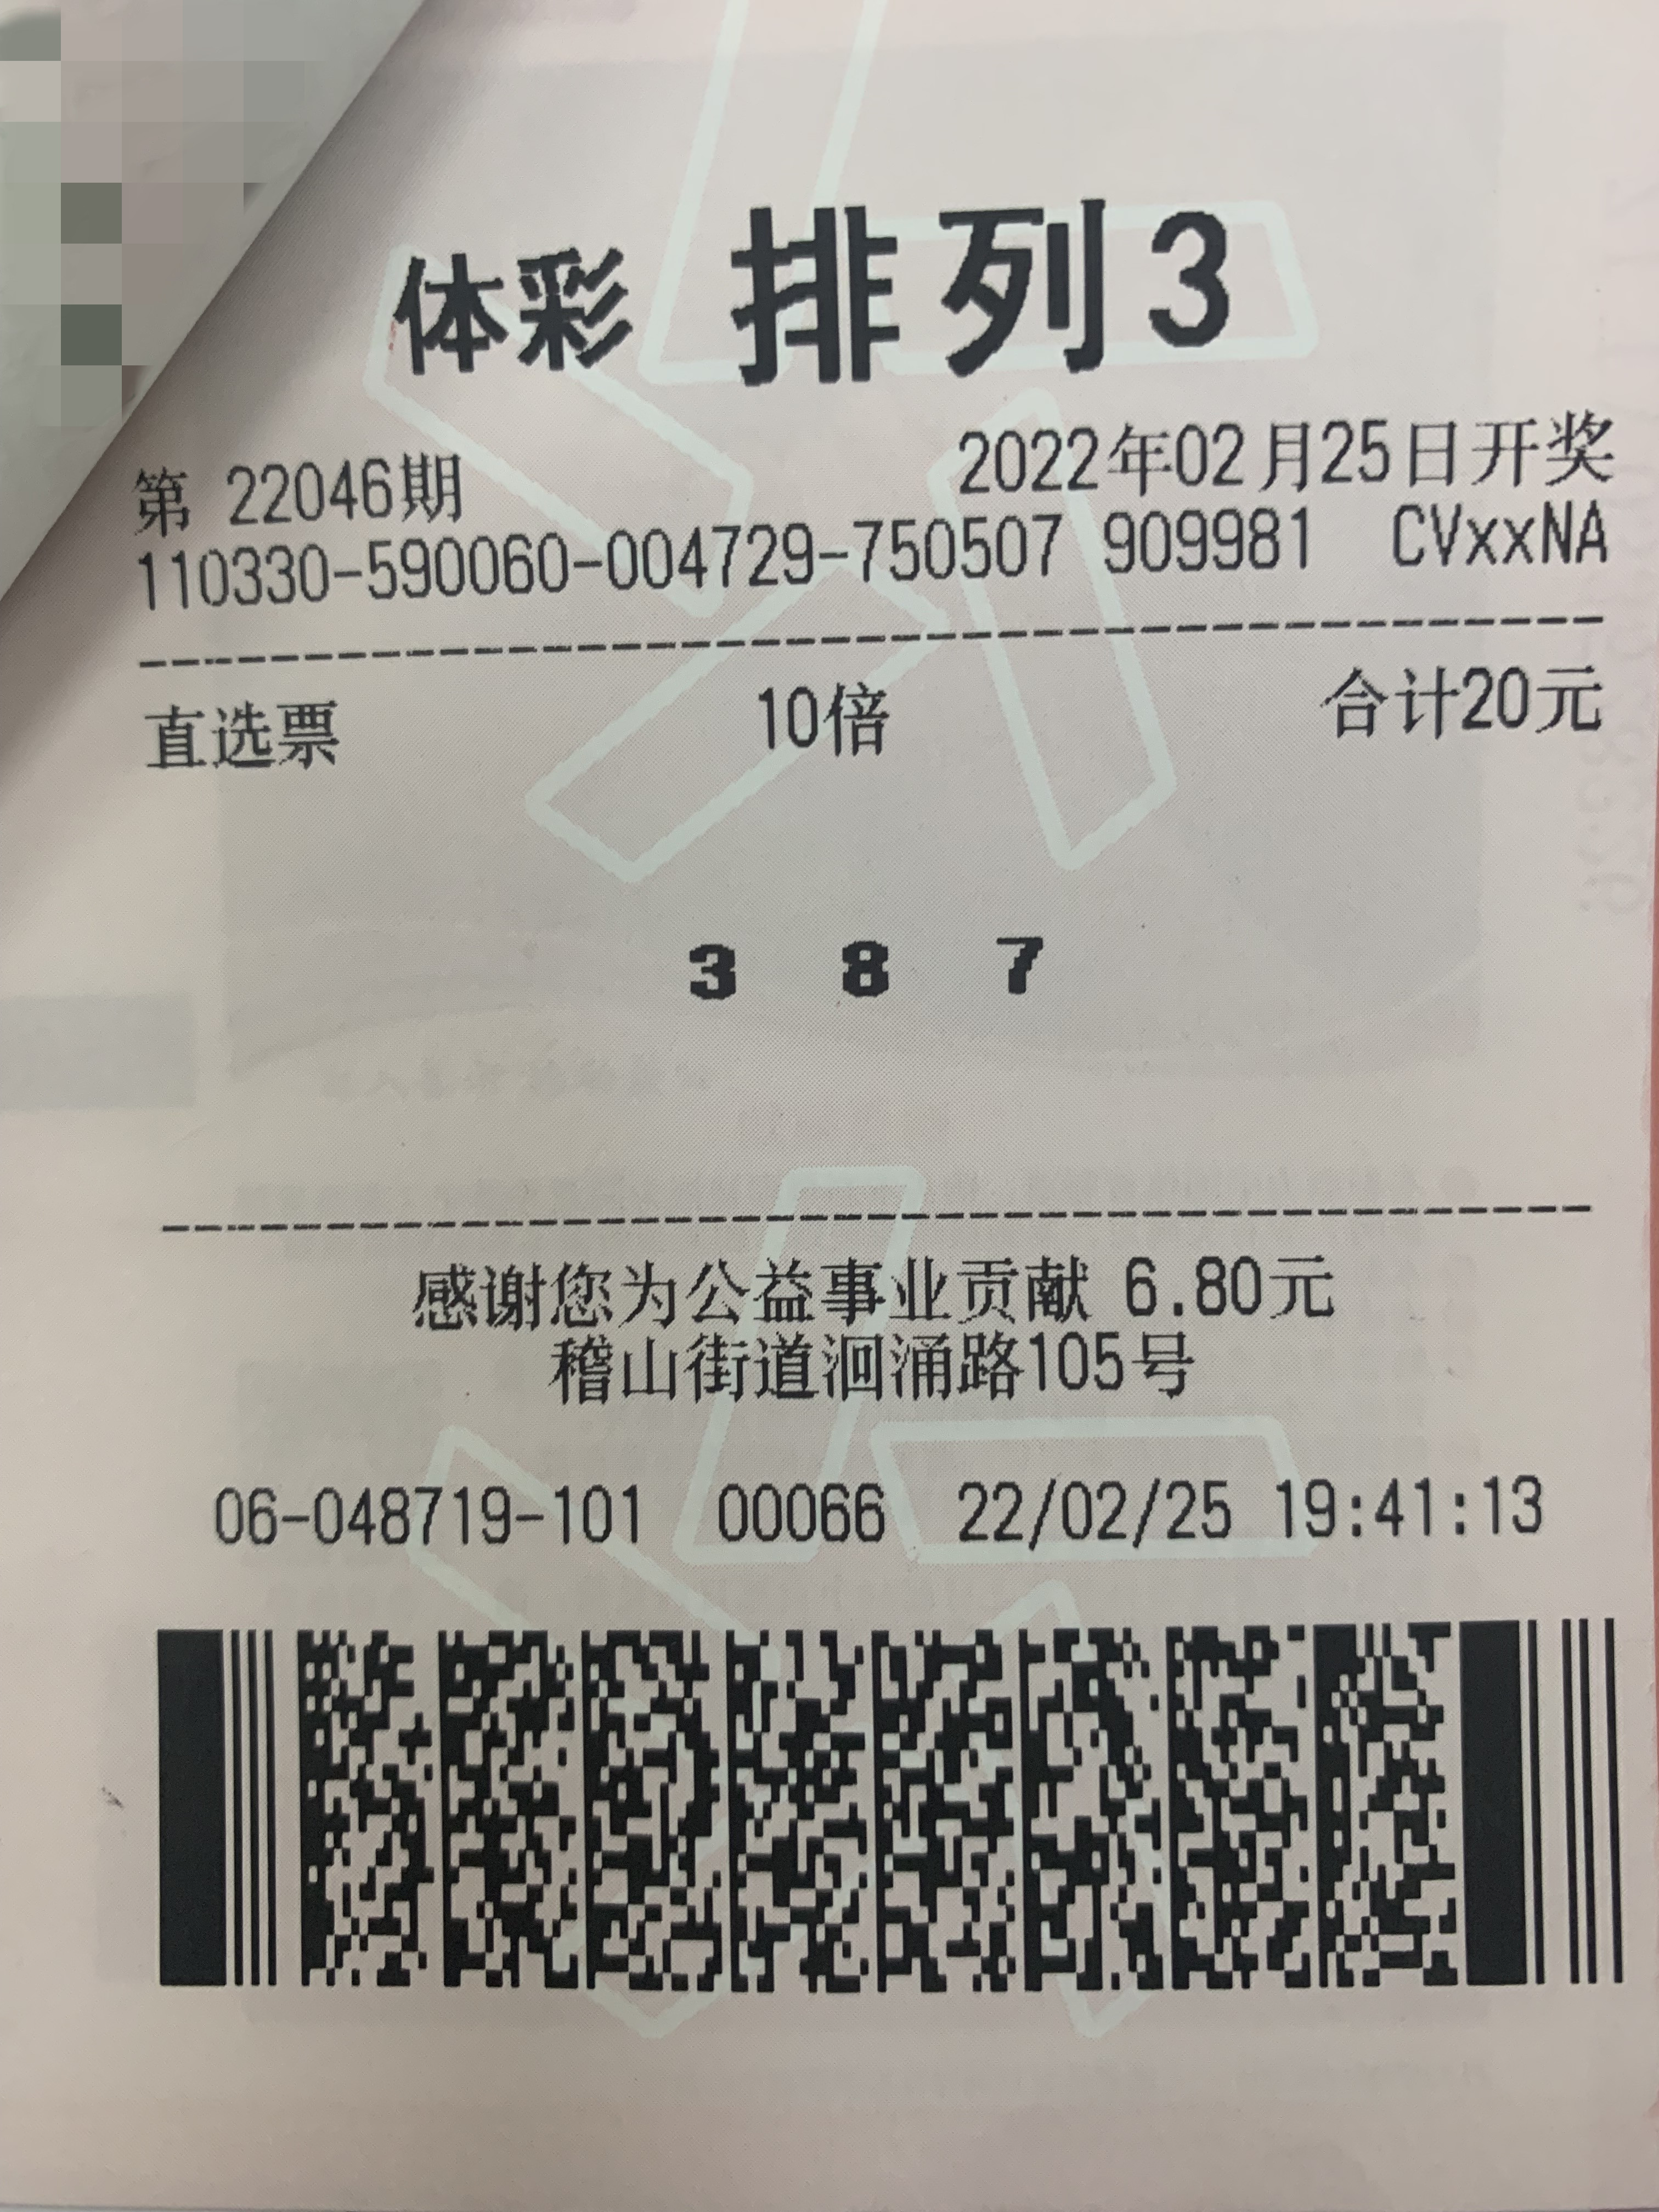 体彩 排列3
第 22046期 2022年02月25日开奖
110330-590060-004729-750507 909981 CVxxNA
直选票 10倍 合计20元
3 8 7
感谢您为公益事业贡献 6.80元
稽山街道洄涌路105号
06-048719-101 00066 22/02/25 19:41:13